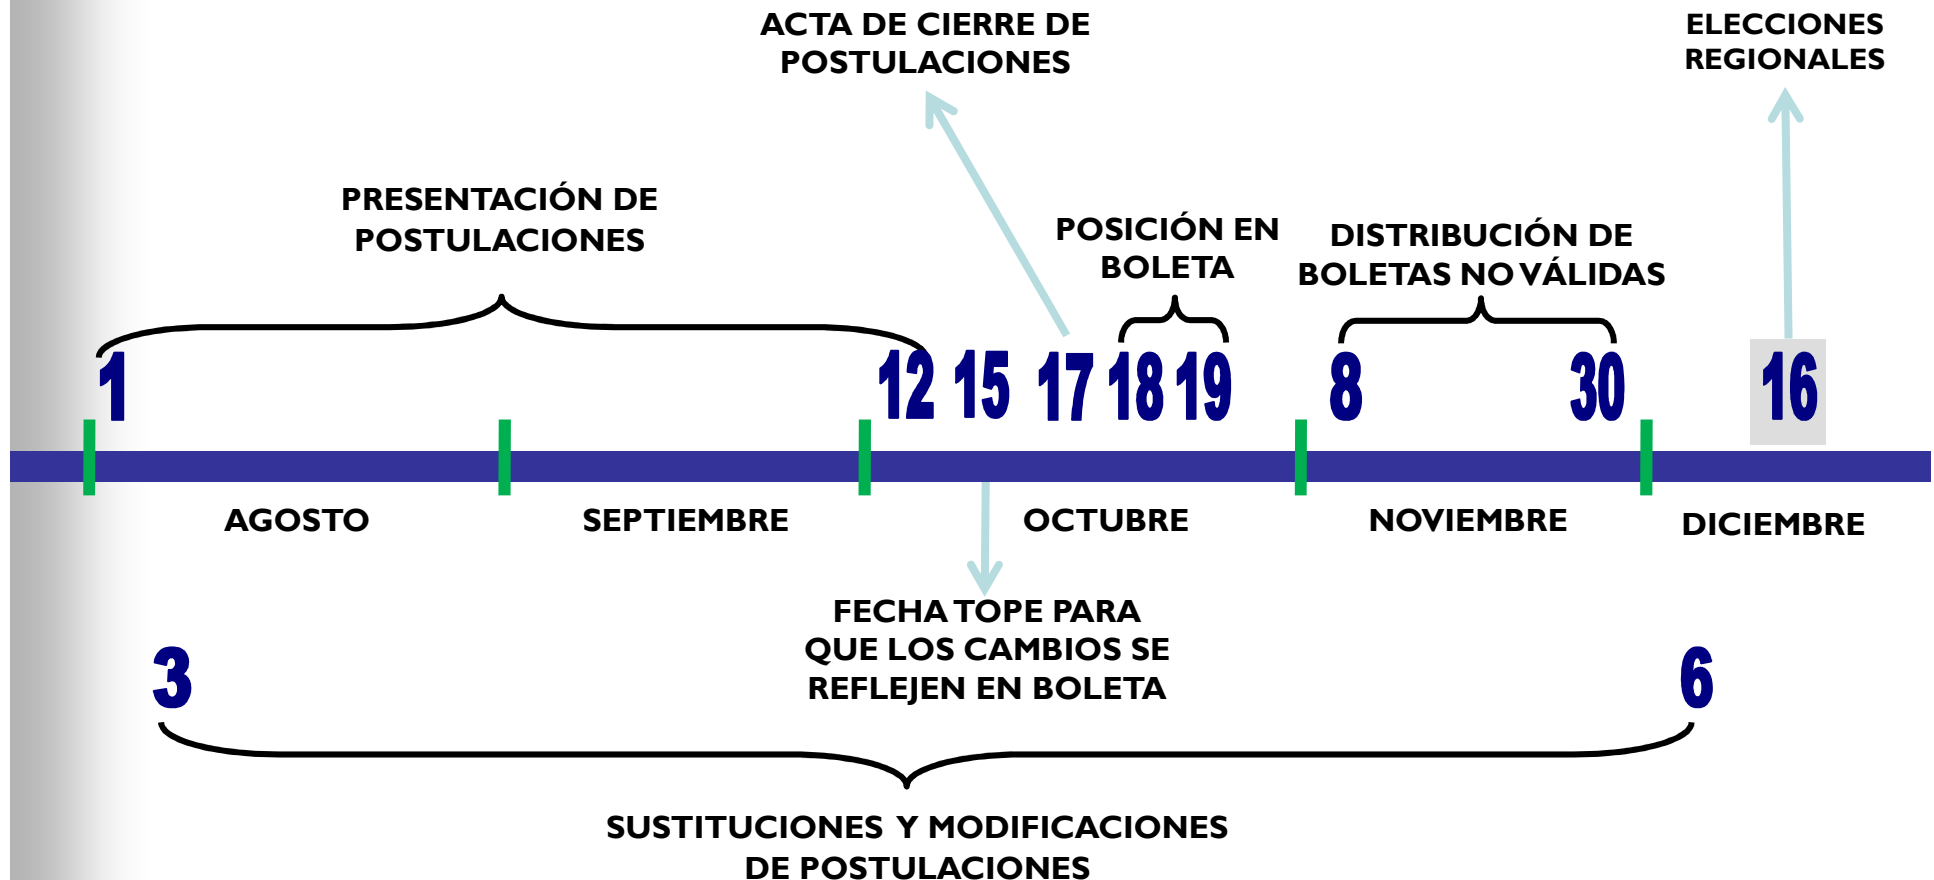 ACTA DE CIERRE DE
POSTULACIONES
ELECCIONES
REGIONALES
PRESENTACIÓN DE
POSTULACIONES
POSICIÓN EN
BOLETA
DISTRIBUCIÓN DE
BOLETAS NO VÁLIDAS
1 12 15 17 18 19 8 30 16
AGOSTO SEPTIEMBRE OCTUBRE NOVIEMBRE DICIEMBRE
FECHA TOPE PARA
QUE LOS CAMBIOS SE
REFLEJEN EN BOLETA
3 6
SUSTITUCIONES Y MODIFICACIONES
DE POSTULACIONES